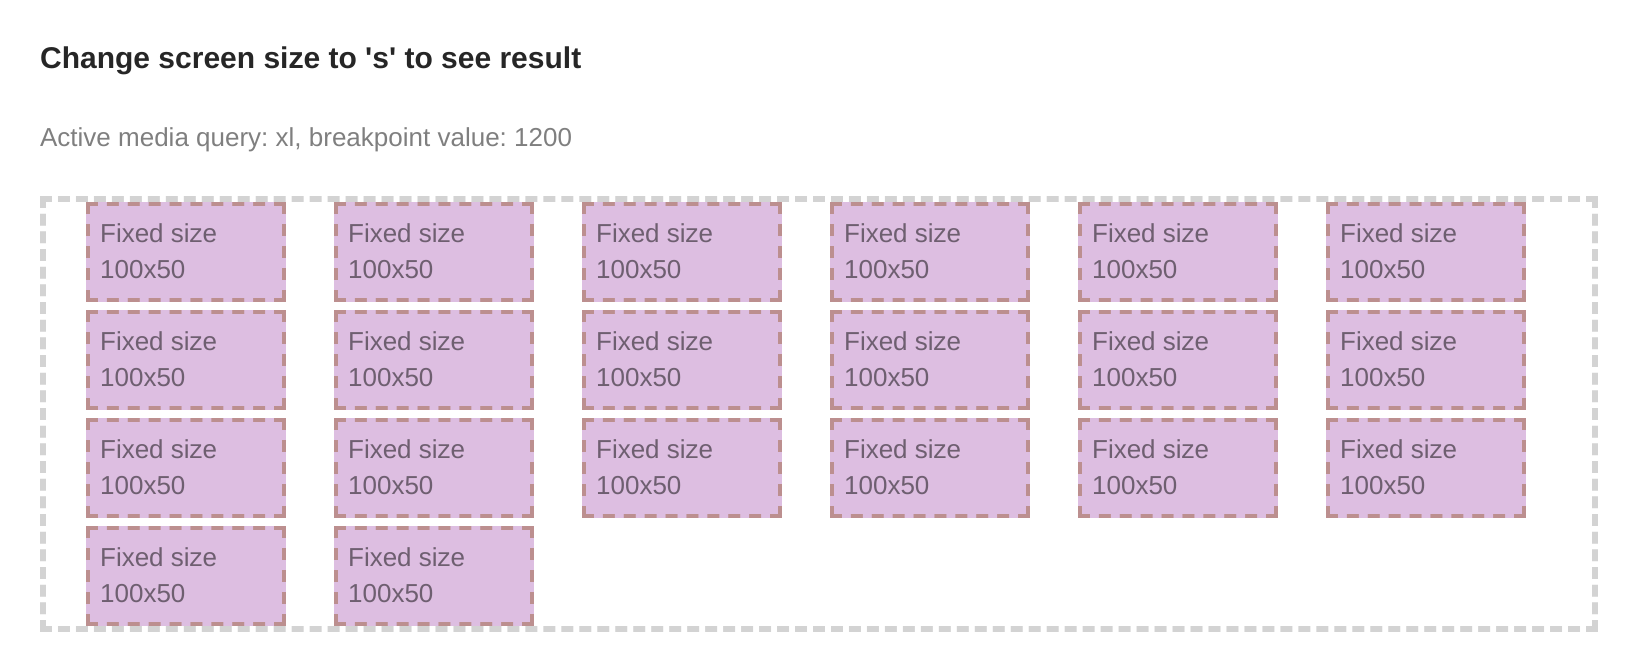 Change screen size to 's' to see result
Active media query: xl, breakpoint value: 1200
Fixed size
100x50
Fixed size
100x50
Fixed size
100x50
Fixed size
100x50
Fixed size
100x50
Fixed size
100x50
Fixed size
100x50
Fixed size
100x50
Fixed size
100x50
Fixed size
100x50
Fixed size
100x50
Fixed size
100x50
Fixed size
100x50
Fixed size
100x50
Fixed size
100x50
Fixed size
100x50
Fixed size
100x50
Fixed size
100x50
Fixed size
100x50
Fixed size
100x50